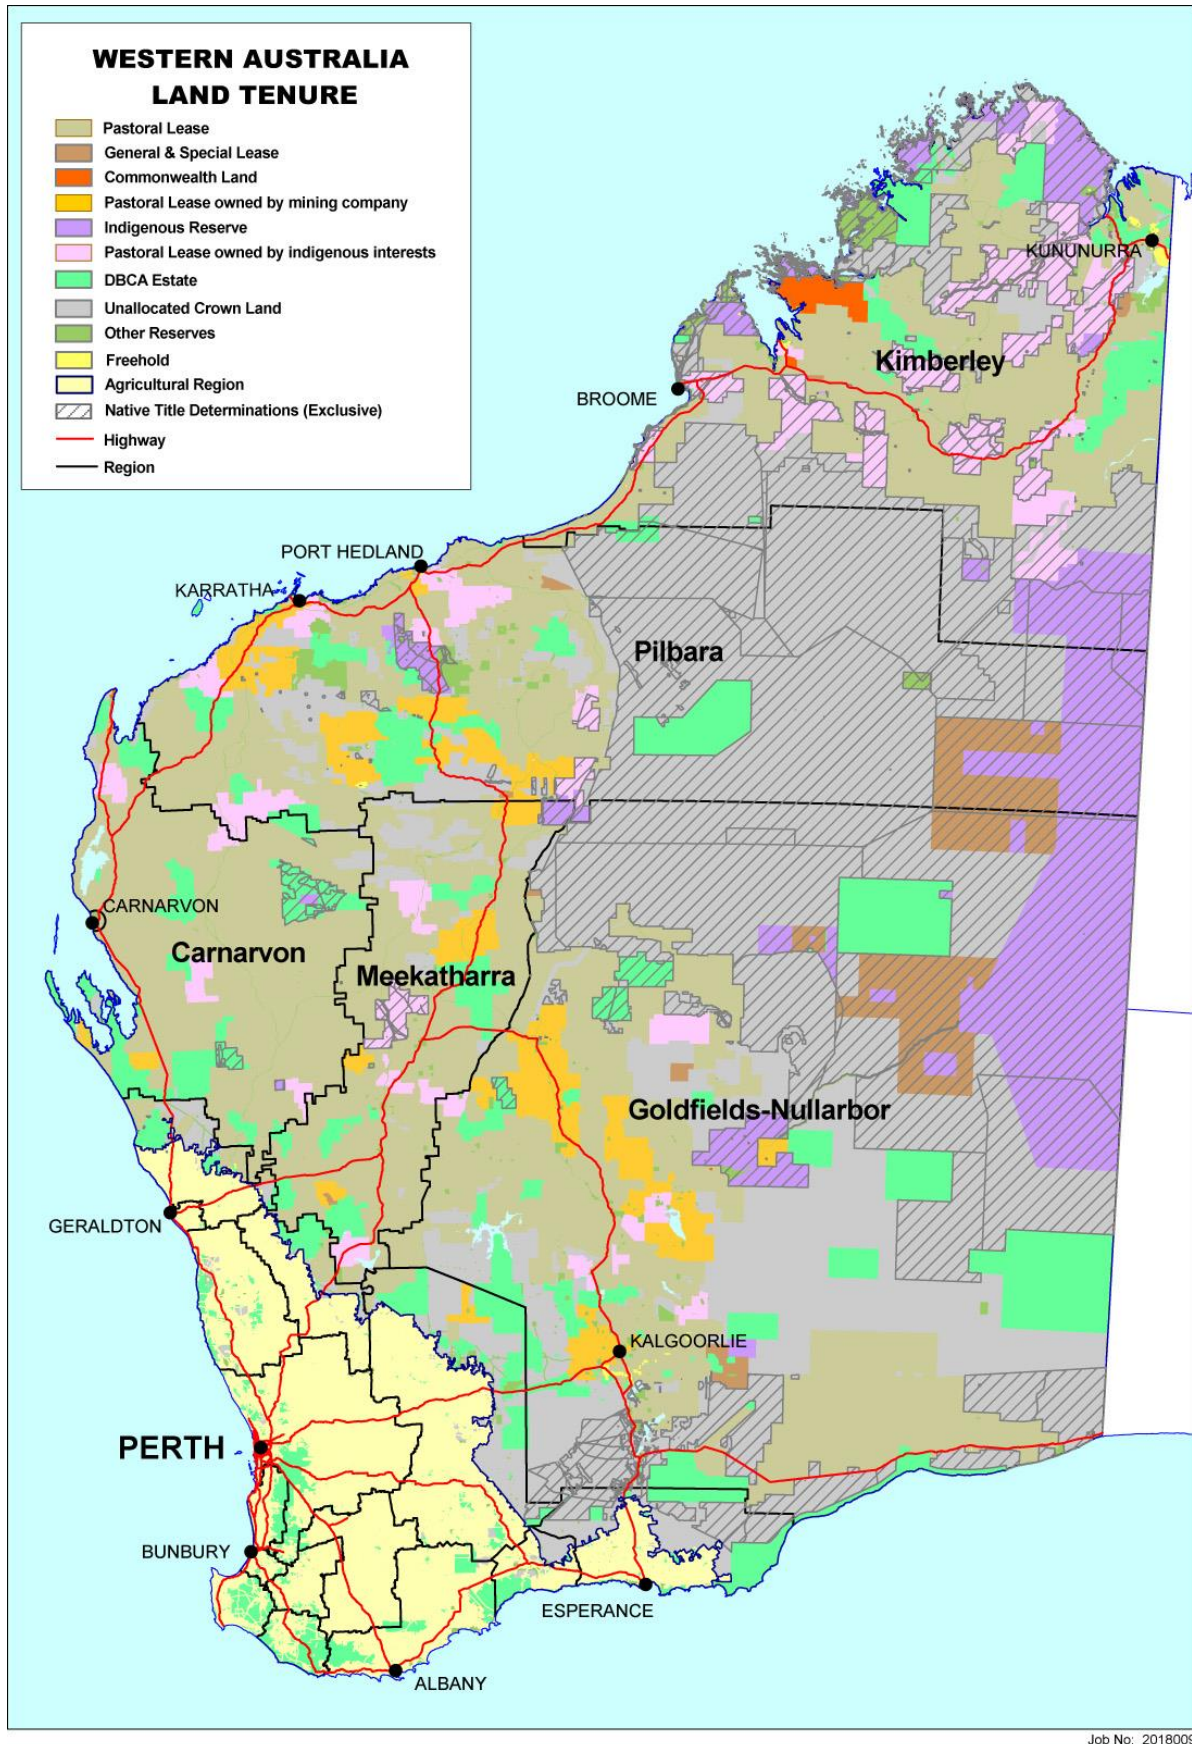 WESTERN AUSTRALIA
LAND TENURE
Pastoral Lease
General & Special Lease
Commonwealth Land
Pastoral Lease owned by mining company
Indigenous Reserve
Pastoral Lease owned by indigenous interests
DBCA Estate
Unallocated Crown Land
Other Reserves
Freehold
Agricultural Region
Native Title Determinations (Exclusive)
Highway
Region
KUNUNURRA
Kimberley
BROOME
PORT HEDLAND
KARRATHA
Pilbara
CARNARVON
Carnarvon
Meekatharra
Goldfields-Nullarbor
GERALDTON
KALGOORLIE
PERTH
BUNBURY
ESPERANCE
ALBANY
Job No: 2018009